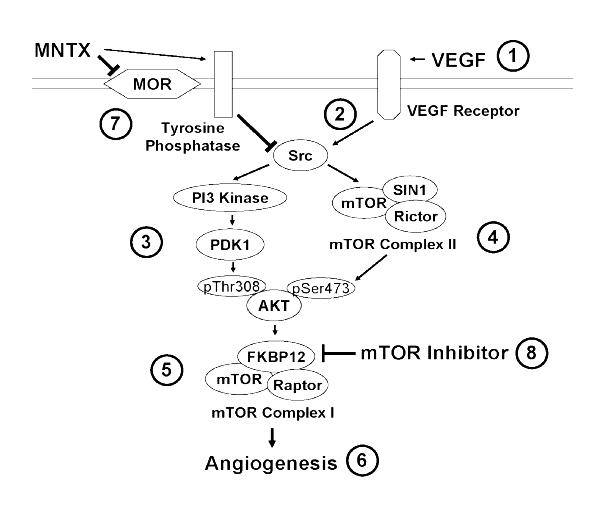 MNTX
VEGF 1
MOR
7
Tyrosine
Phosphatase
2
VEGF Receptor
Src
PI3 Kinase
SIN1
mTOR
Rictor
3
PDK1
mTOR Complex II
4
pThr308
pSer473
AKT
FKBP12
mTOR Inhibitor 8
5
mTOR
Raptor
mTOR Complex I
Angiogenesis 6